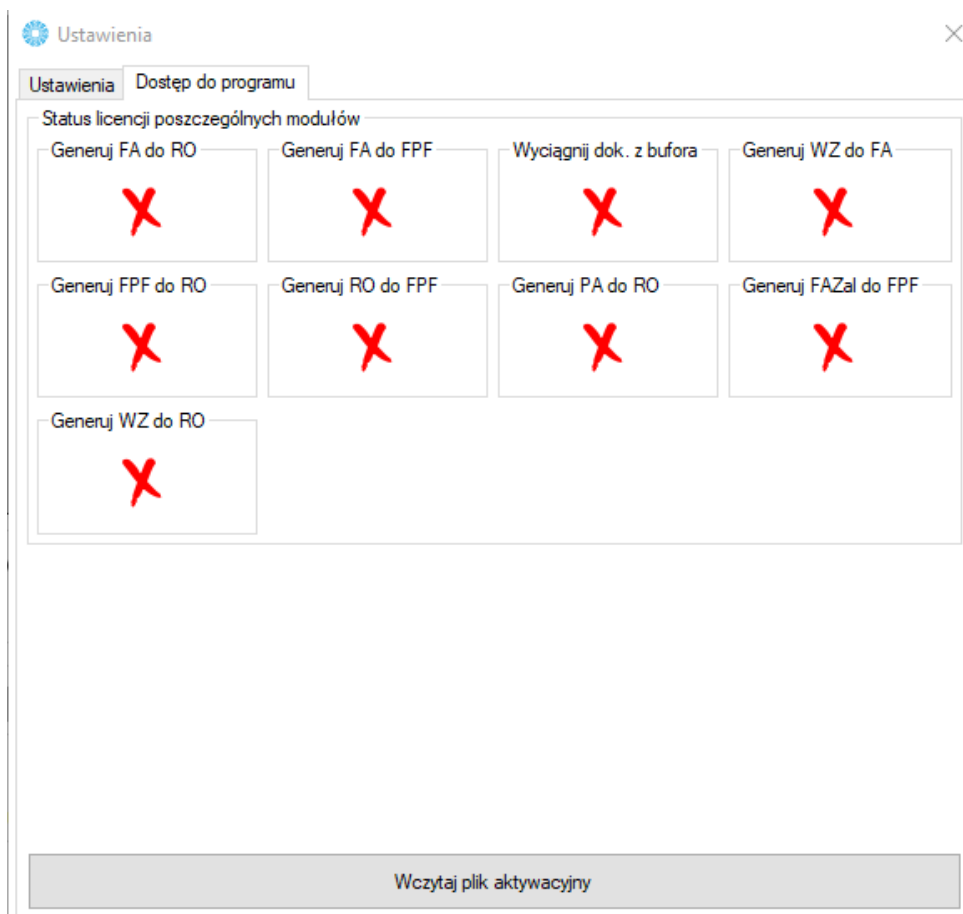 Ustawienia
Ustawienia Dostęp do programu
Status licencji poszczególnych modułów
Generuj FA do RO Generuj FA do FPF Wyciągnij dok. z bufora Generuj WZ do FA
Generuj FPF do RO Generuj RO do FPF Generuj PA do RO Generuj FAZal do FPF
Generuj WZ do RO
Wczytaj plik aktywacyjny